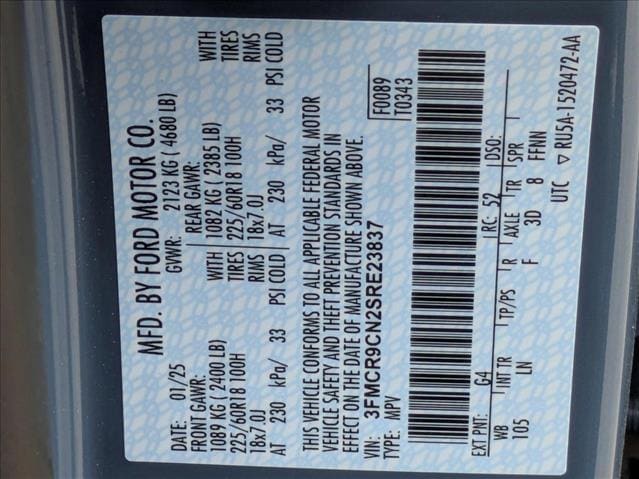 MFD. BY FORD MOTOR CO.
DATE: 01/25 GVWR: 2123 KG ( 4680 LB)
FRONT GAWR: REAR GAWR: WITH
1089 KG ( 2400 LB) 1082 KG ( 2385 LB) TIRES
225/60R18 100H TIRES 225/60R18 100H RIMS
18x7.0J RIMS 18x7.0J
AT 230 kPa/ 33 PSI COLD AT 230 kPa/ 33 PSI COLD
THIS VEHICLE CONFORMS TO ALL APPLICABLE FEDERAL MOTOR
VEHICLE SAFETY AND THEFT PREVENTION STANDARDS IN
EFFECT ON THE DATE OF MANUFACTURE SHOWN ABOVE.
VIN: 3FMCR9CN2SRE23837 F0089
TYPE: MPV T0343
EXT PNT: G4 RC: 52 DSO:
WB INT TR TP/PS R AXLE TR SPR
105 LN F 3D 8 FFNN
UTC ▽ RU5A-1520472-AA